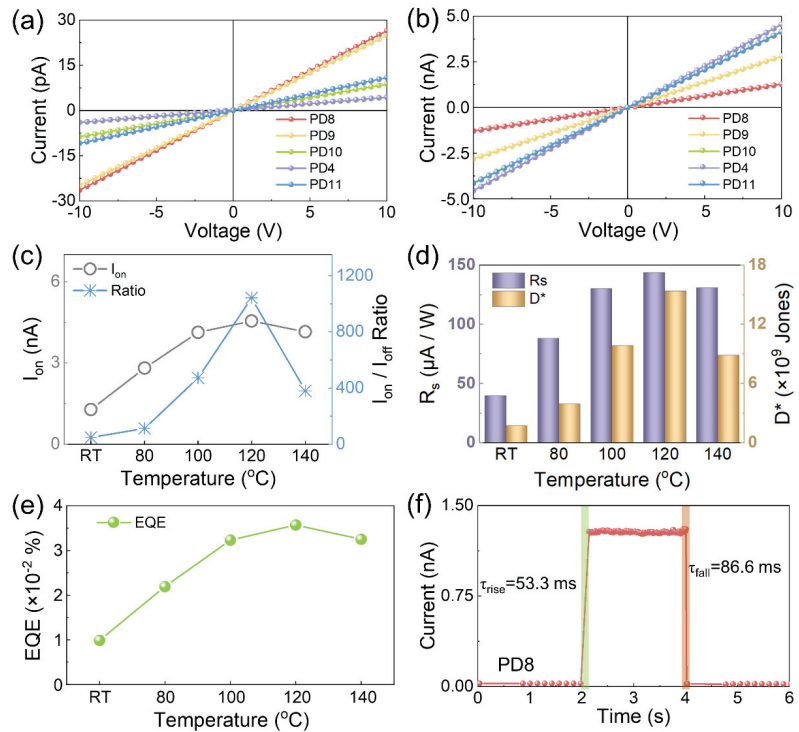 (a)
30
15
0
-15
-30
Current (pA)
PD8
PD9
PD10
PD4
PD11
-10 -5 0 5 10
Voltage (V)
(b)
5.0
2.5
0.0
-2.5
-5.0
Current (nA)
PD8
PD9
PD10
PD4
PD11
-10 -5 0 5 10
Voltage (V)
(c)
Ion
Ratio
6
3
0
Ion (nA)
1200
800
400
0
Ion / Ioff Ratio
RT 80 100 120 140
Temperature (oC)
(d)
Rs
D*
150
100
50
0
Rs (μA / W)
18
12
6
0
D* (×10^9 Jones)
RT 80 100 120 140
Temperature (oC)
(e)
EQE
4
3
2
1
0
EQE (×10^-2 %)
RT 80 100 120 140
Temperature (oC)
(f)
1.50
0.75
0.00
Current (nA)
τrise=53.3 ms
τfall=86.6 ms
PD8
0 1 2 3 4 5 6
Time (s)